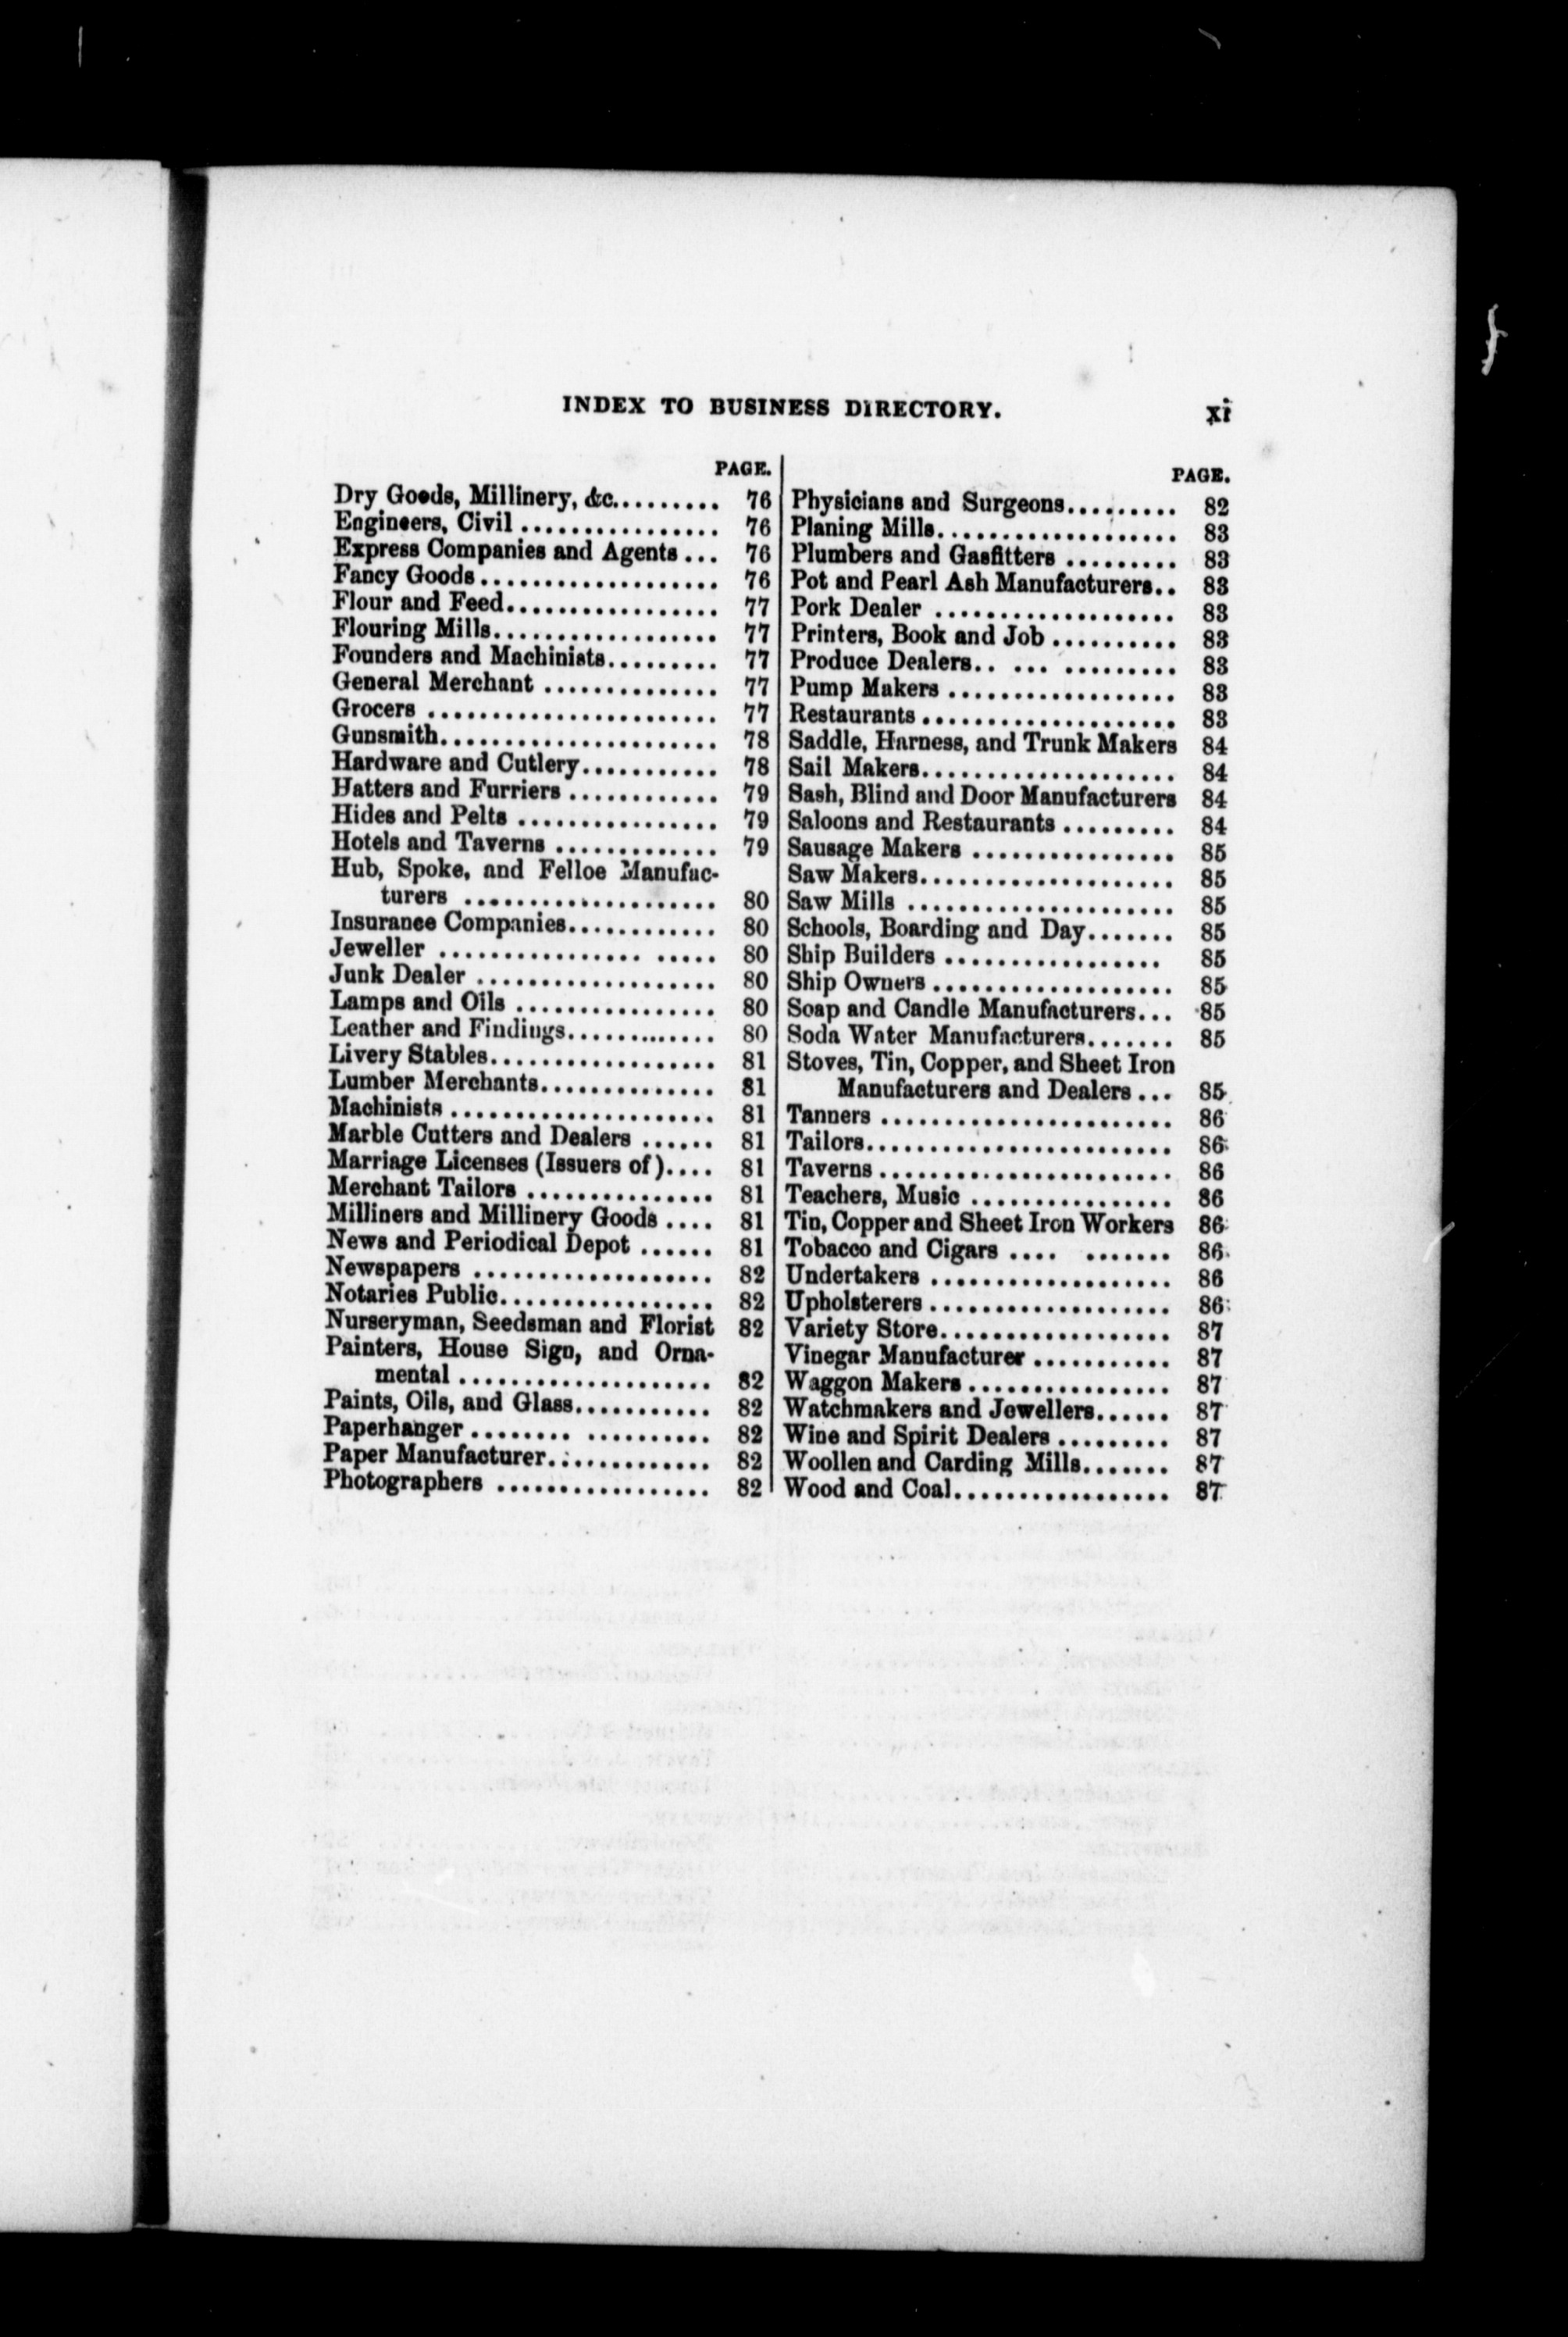 INDEX TO BUSINESS DIRECTORY. xi
PAGE.
Dry Goods, Millinery, &c......... 76
Engineers, Civil ................ 76
Express Companies and Agents ... 76
Fancy Goods................... 76
Flour and Feed................. 77
Flouring Mills.................. 77
Founders and Machinists......... 77
General Merchant .............. 77
Grocers ....................... 77
Gunsmith...................... 78
Hardware and Cutlery........... 78
Hatters and Furriers ............ 79
Hides and Pelts ................ 79
Hotels and Taverns ............. 79
Hub, Spoke, and Felloe Manufac-
turers .................... 80
Insurance Companies............ 80
Jeweller ................ ..... 80
Junk Dealer ................... 80
Lamps and Oils ................ 80
Leather and Findings............ 80
Livery Stables.................. 81
Lumber Merchants.............. 81
Machinists ..................... 81
Marble Cutters and Dealers ...... 81
Marriage Licenses (Issuers of).... 81
Merchant Tailors ............... 81
Milliners and Millinery Goods .... 81
News and Periodical Depot ...... 81
Newspapers ................... 82
Notaries Public................. 82
Nurseryman, Seedsman and Florist 82
Painters, House Sign, and Orna-
mental .................... 82
Paints, Oils, and Glass........... 82
Paperhanger ........ .......... 82
Paper Manufacturer............. 82
Photographers ................. 82
PAGE.
Physicians and Surgeons......... 82
Planing Mills................... 83
Plumbers and Gasfitters ......... 83
Pot and Pearl Ash Manufacturers.. 83
Pork Dealer ................... 83
Printers, Book and Job .......... 83
Produce Dealers.. ... ......... 83
Pump Makers .................. 83
Restaurants .................... 83
Saddle, Harness, and Trunk Makers 84
Sail Makers.................... 84
Sash, Blind and Door Manufacturers 84
Saloons and Restaurants ......... 84
Sausage Makers ................ 85
Saw Makers.................... 85
Saw Mills ..................... 85
Schools, Boarding and Day....... 85
Ship Builders ................. 85
Ship Owners ................... 85
Soap and Candle Manufacturers... 85
Soda Water Manufacturers....... 85
Stoves, Tin, Copper, and Sheet Iron
Manufacturers and Dealers ... 85
Tanners ....................... 86
Tailors........................ 86
Taverns ....................... 86
Teachers, Music ................ 86
Tin, Copper and Sheet Iron Workers 86
Tobacco and Cigars .... ....... 86
Undertakers ................... 86
Upholsterers ................... 86
Variety Store.................. 87
Vinegar Manufacturer ........... 87
Waggon Makers ................ 87
Watchmakers and Jewellers...... 87
Wine and Spirit Dealers ......... 87
Woollen and Carding Mills....... 87
Wood and Coal................. 87